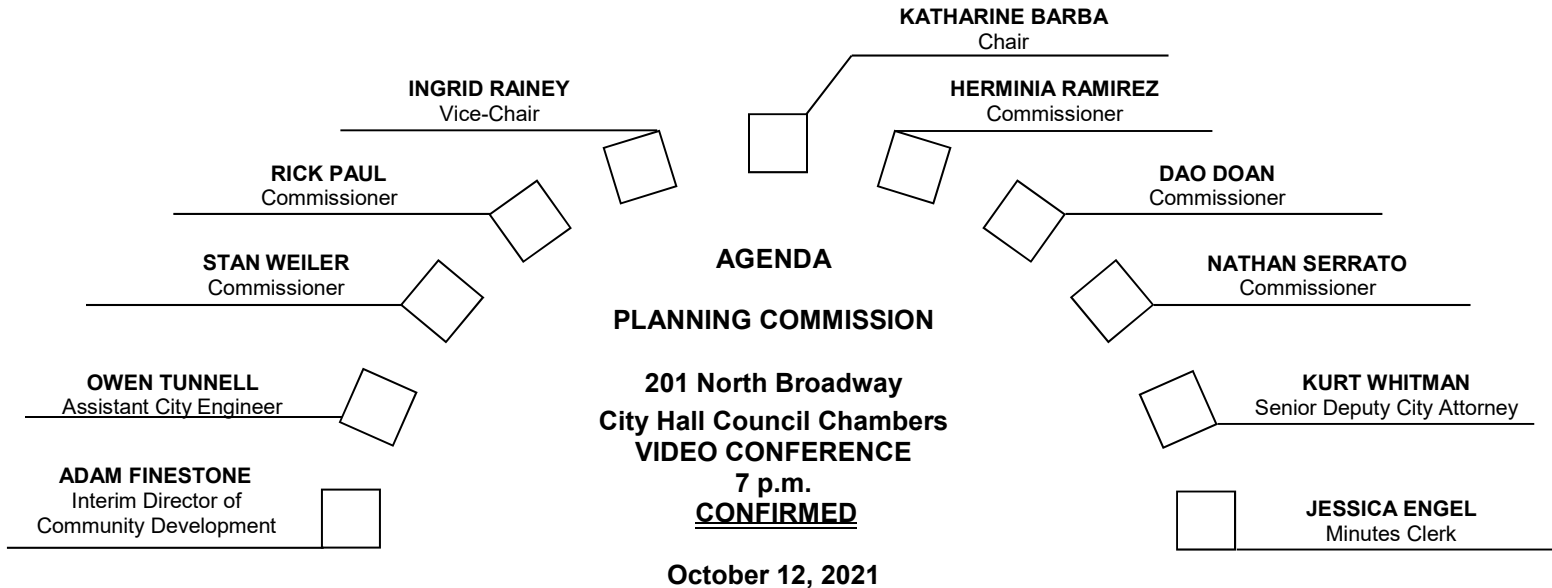 KATHARINE BARBA
Chair
INGRID RAINEY
Vice-Chair
HERMINIA RAMIREZ
Commissioner
RICK PAUL
Commissioner
DAO DOAN
Commissioner
STAN WEILER
Commissioner
NATHAN SERRATO
Commissioner
AGENDA
PLANNING COMMISSION
201 North Broadway
City Hall Council Chambers
VIDEO CONFERENCE
7 p.m.
CONFIRMED
October 12, 2021
OWEN TUNNELL
Assistant City Engineer
KURT WHITMAN
Senior Deputy City Attorney
ADAM FINESTONE
Interim Director of
Community Development
JESSICA ENGEL
Minutes Clerk